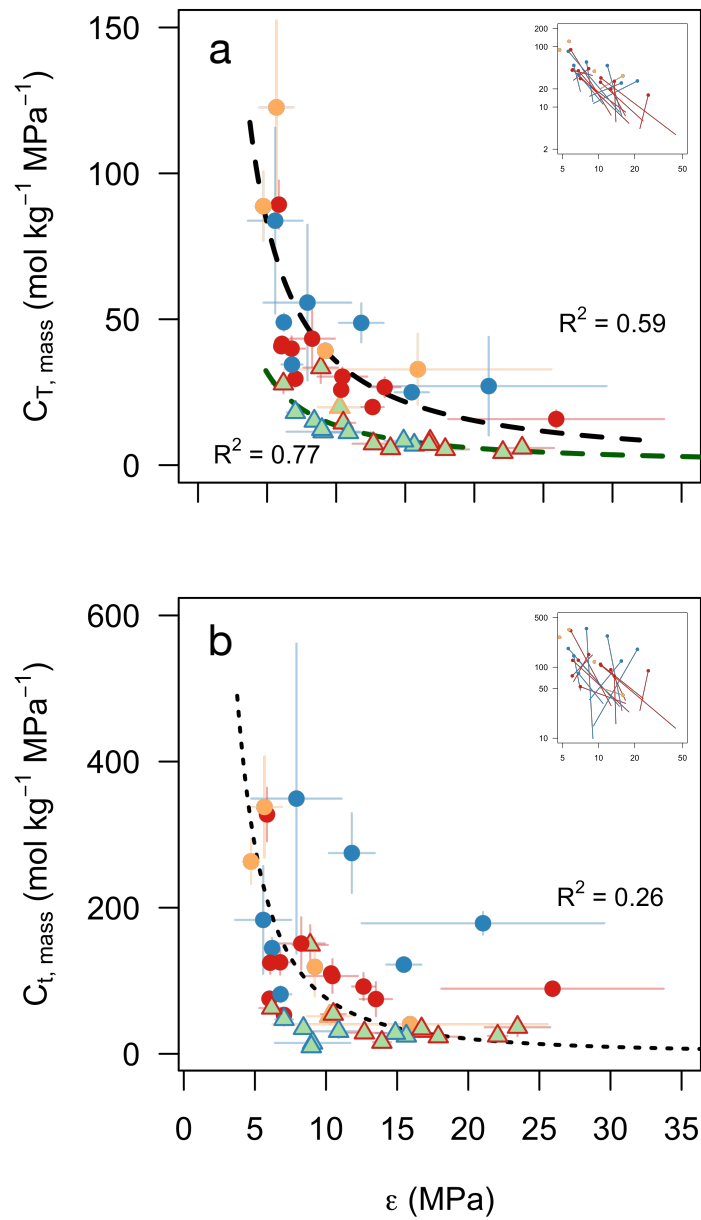 a
150
100
50
0
C_T, mass (mol kg⁻¹ MPa⁻¹)
R² = 0.59
R² = 0.77
200
100
50
20
10
5
2
5 10 20 50
b
600
400
200
0
C_t, mass (mol kg⁻¹ MPa⁻¹)
R² = 0.26
500
100
50
10
5 10 20 50
0 5 10 15 20 25 30 35
ε (MPa)